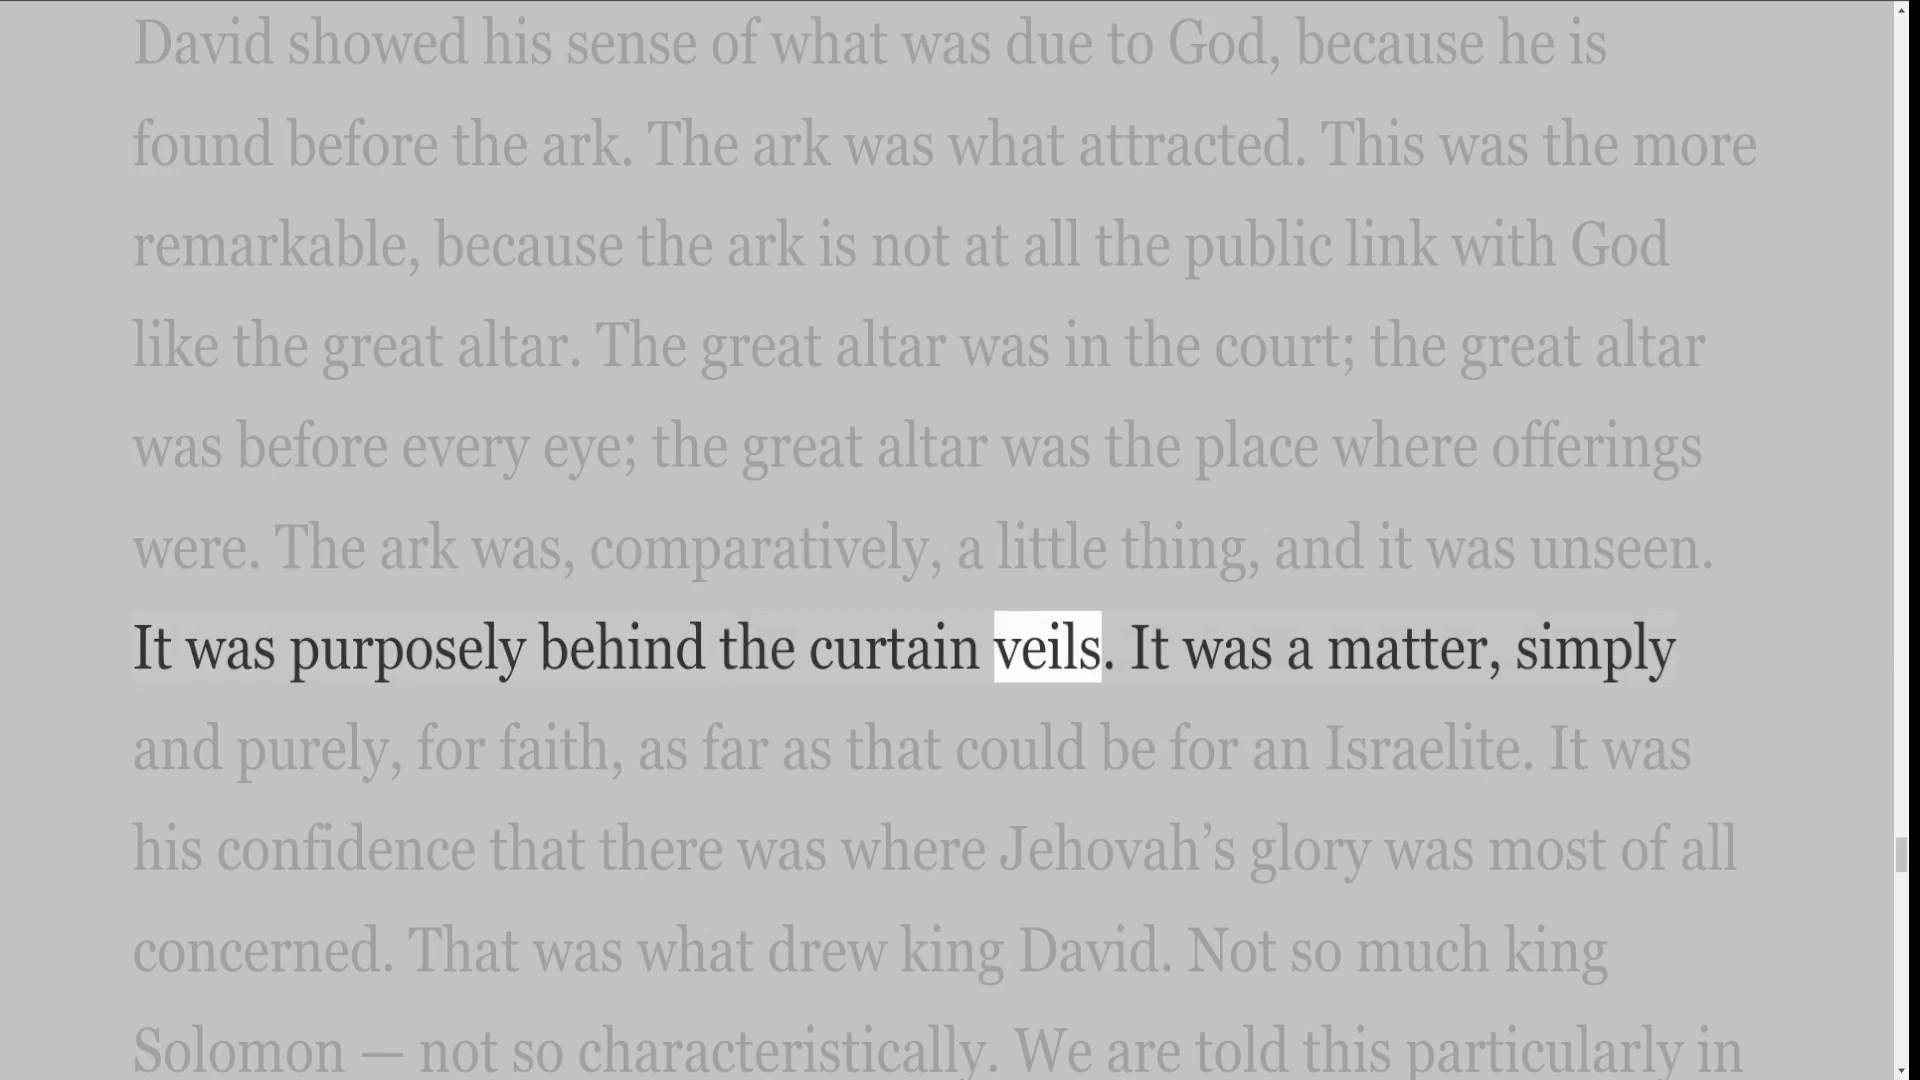 David showed his sense of what was due to God, because he is
found before the ark. The ark was what attracted. This was the more
remarkable, because the ark is not at all the public link with God
like the great altar. The great altar was in the court; the great altar
was before every eye; the great altar was the place where offerings
were. The ark was, comparatively, a little thing, and it was unseen.
It was purposely behind the curtain veils. It was a matter, simply
and purely, for faith, as far as that could be for an Israelite. It was
his confidence that there was where Jehovah’s glory was most of all
concerned. That was what drew king David. Not so much king
Solomon — not so characteristically. We are told this particularly in